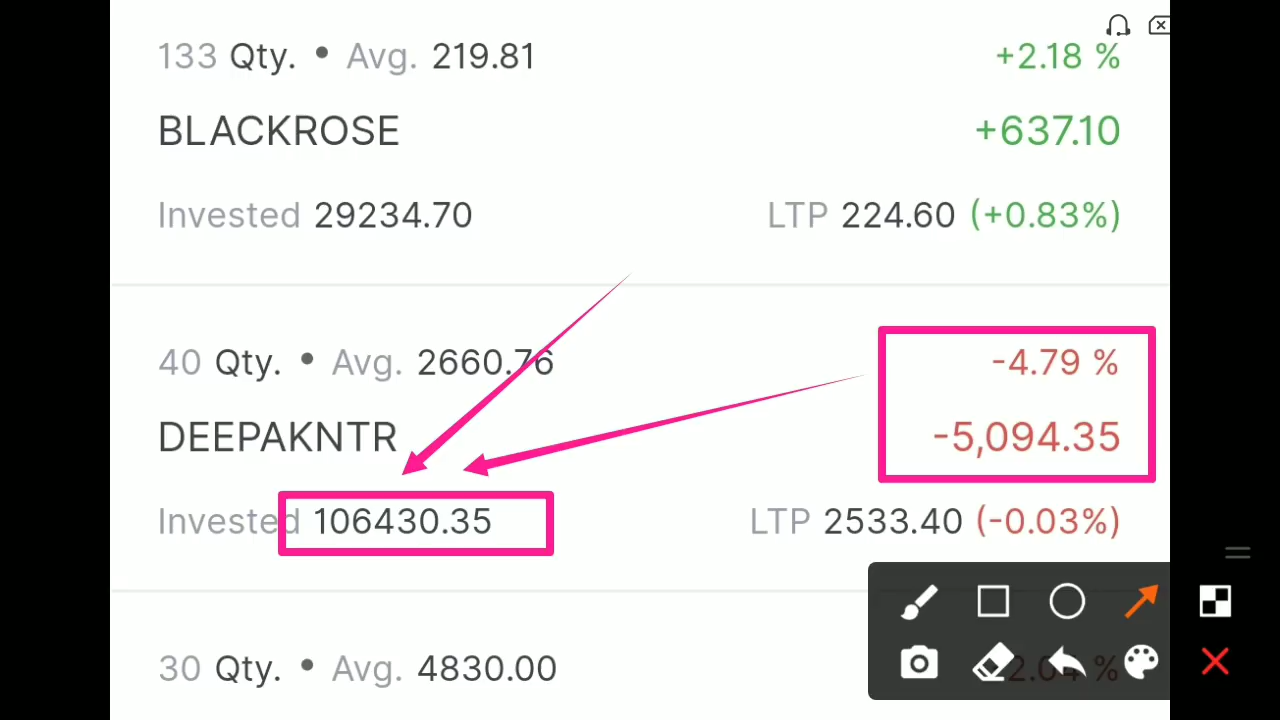 133 Qty. • Avg. 219.81 +2.18 %
BLACKROSE +637.10
Invested 29234.70 LTP 224.60 (+0.83%)
40 Qty. • Avg. 2660.76 -4.79 %
DEEPAKNTR -5,094.35
Invested 106430.35 LTP 2533.40 (-0.03%)
30 Qty. • Avg. 4830.00 2.04 %